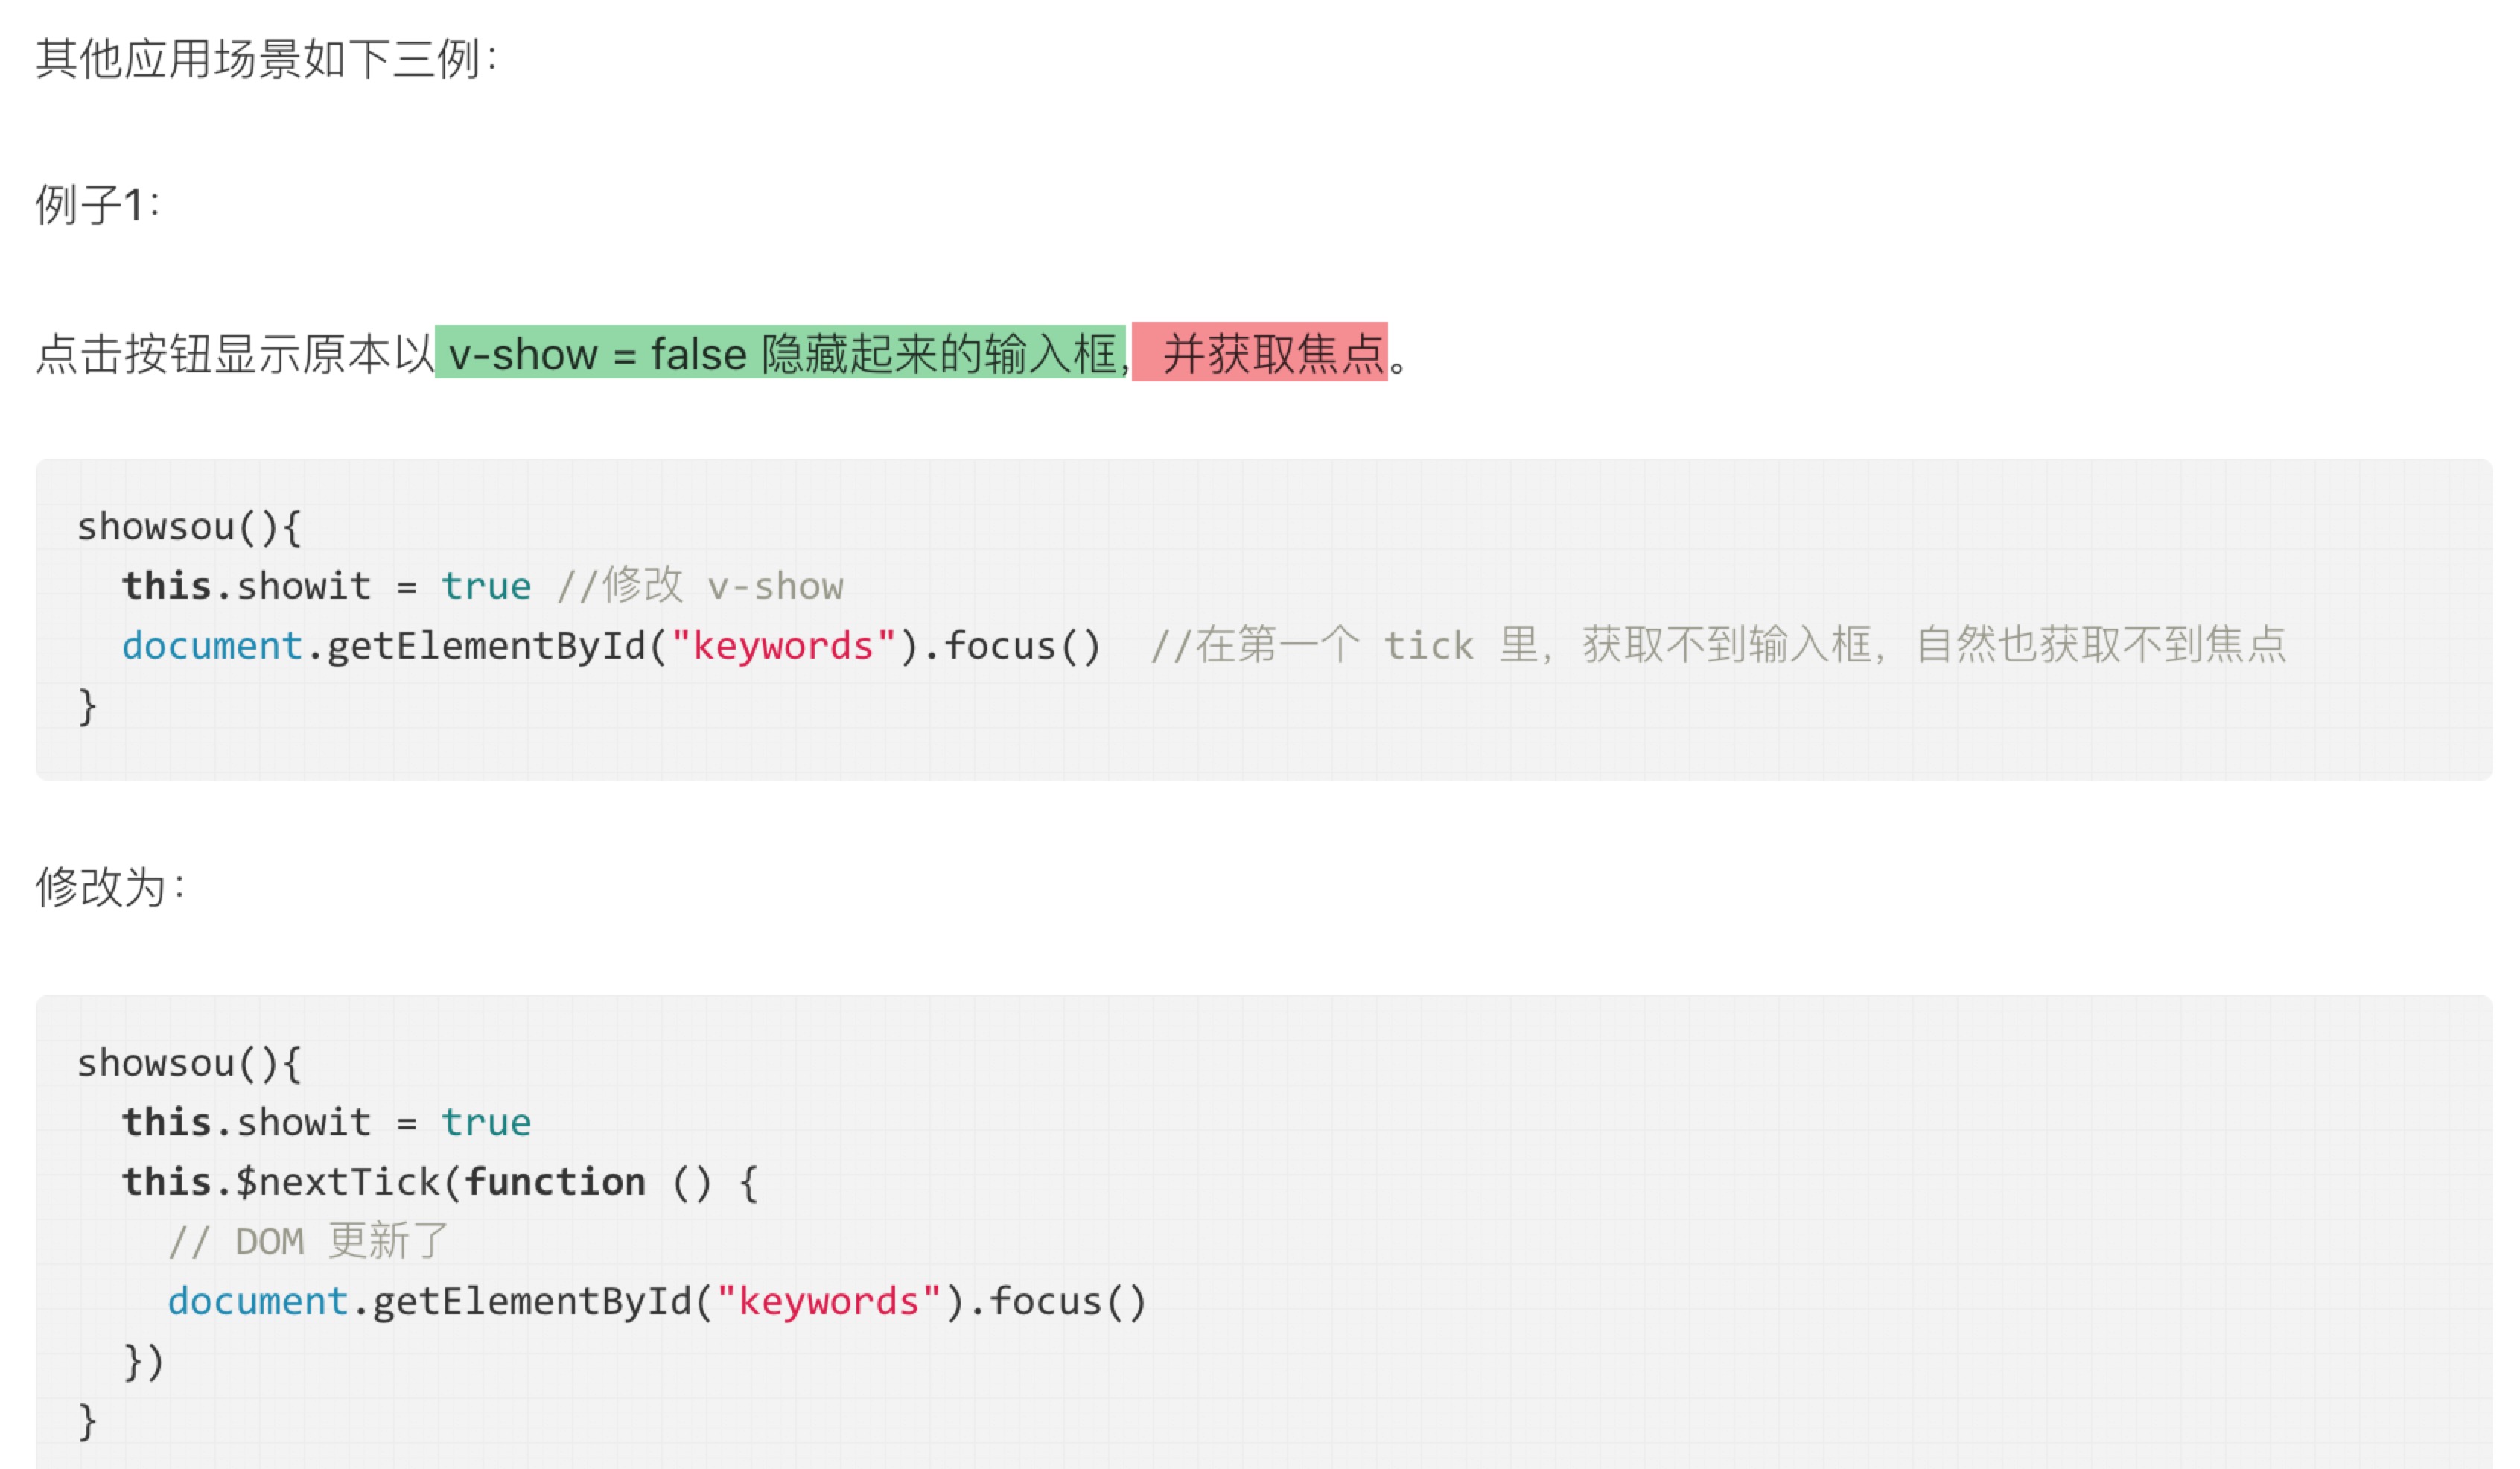 其他应用场景如下三例：
例子1：
点击按钮显示原本以 v-show = false 隐藏起来的输入框， 并获取焦点。
showsou(){
  this.showit = true //修改 v-show
  document.getElementById("keywords").focus()  //在第一个 tick 里，获取不到输入框，自然也获取不到焦点
}
修改为：
showsou(){
  this.showit = true
  this.$nextTick(function () {
    // DOM 更新了
    document.getElementById("keywords").focus()
  })
}